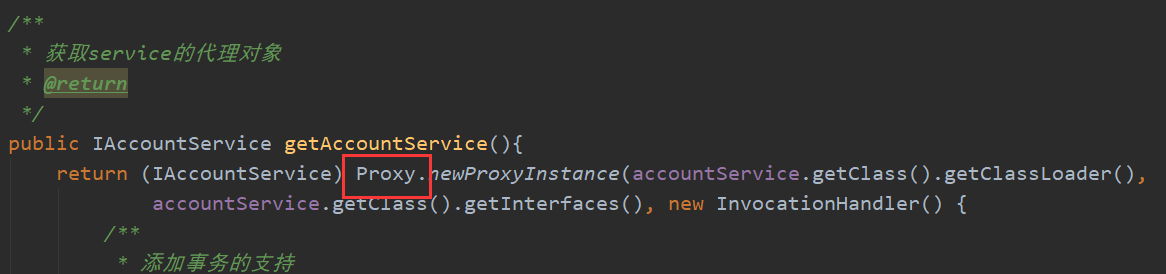 /**
* 获取service的代理对象
* @return
*/
public IAccountService getAccountService(){
return (IAccountService) Proxy.newProxyInstance(accountService.getClass().getClassLoader(),
accountService.getClass().getInterfaces(), new InvocationHandler() {
/**
* 添加事务的支持